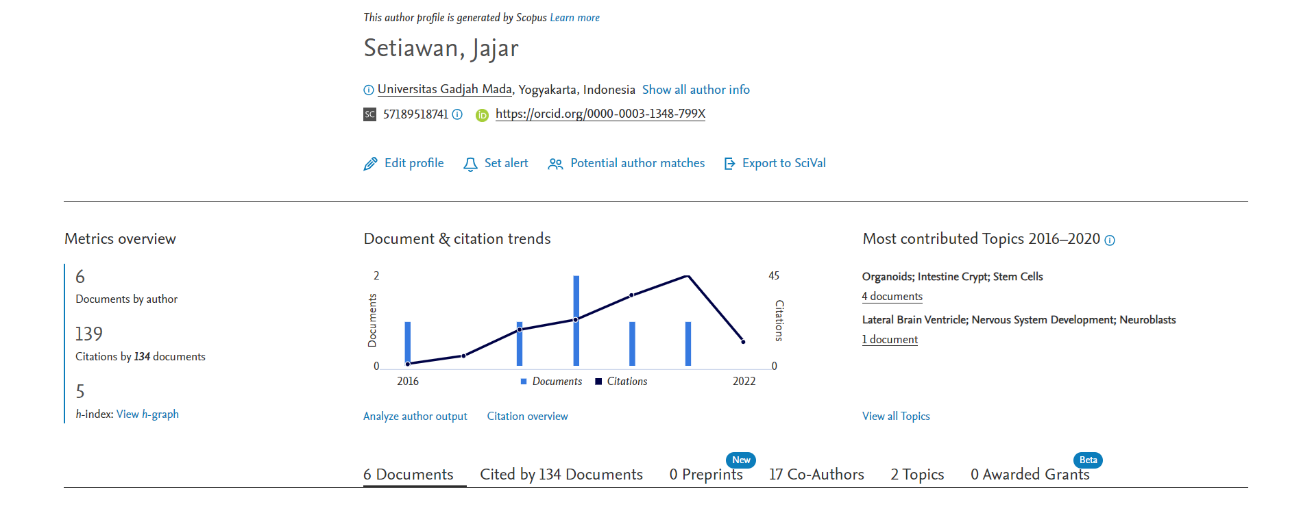 This author profile is generated by Scopus Learn more
Setiawan, Jajar
Universitas Gadjah Mada, Yogyakarta, Indonesia Show all author info
SC 57189518741 iD https://orcid.org/0000-0003-1348-799X
Edit profile Set alert Potential author matches Export to SciVal
Metrics overview
6
Documents by author
139
Citations by 134 documents
5
h-index: View h-graph
Document & citation trends
2
45
Documents
Citations
0
0
2016
Documents Citations
2022
Analyze author output Citation overview
Most contributed Topics 2016–2020
Organoids; Intestine Crypt; Stem Cells
4 documents
Lateral Brain Ventricle; Nervous System Development; Neuroblasts
1 document
View all Topics
New
Beta
6 Documents Cited by 134 Documents 0 Preprints 17 Co-Authors 2 Topics 0 Awarded Grants